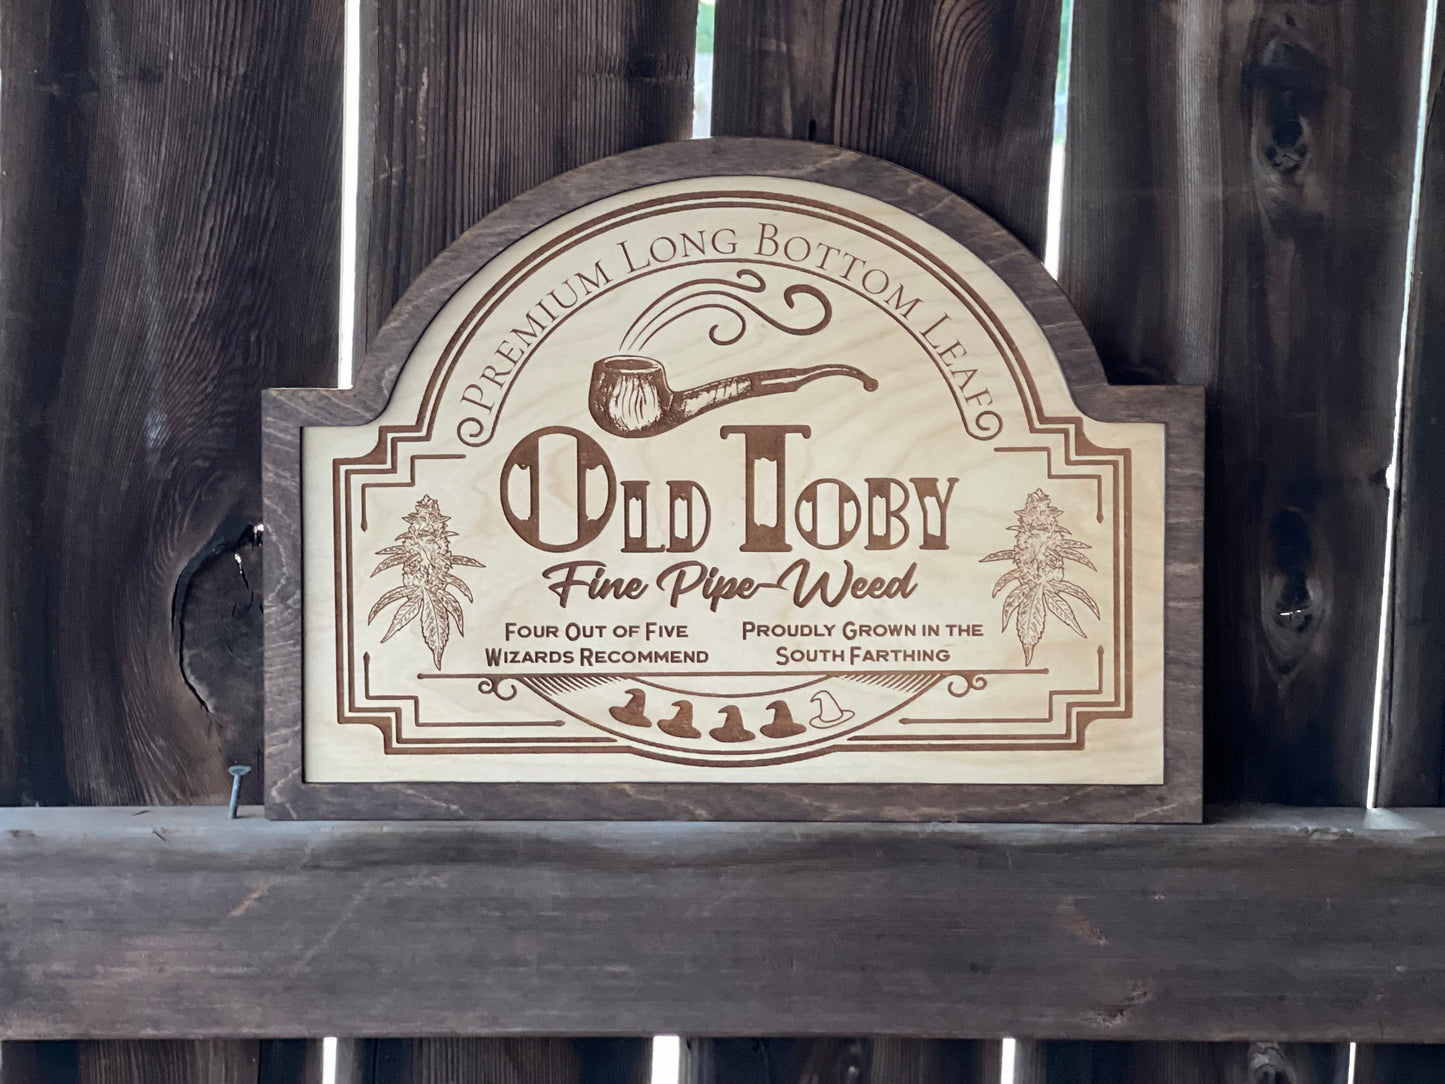 Premium Long Bottom Leaf
Old Toby
Fine Pipe-Weed
Four Out of Five
Wizards Recommend
Proudly Grown in the
South Farthing